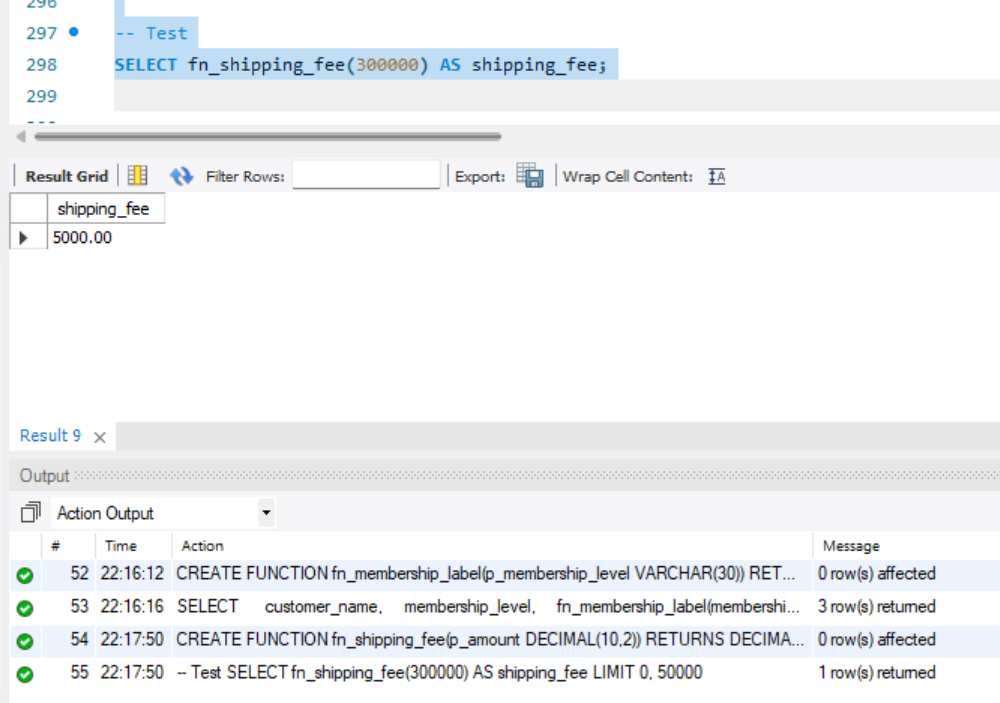 296
297 -- Test
298 SELECT fn_shipping_fee(300000) AS shipping_fee;
299
Result Grid Filter Rows: Export: Wrap Cell Content: IA
shipping_fee
5000.00
Result 9 ×
Output
Action Output
# Time Action Message
52 22:16:12 CREATE FUNCTION fn_membership_label(p_membership_level VARCHAR(30)) RET... 0 row(s) affected
53 22:16:16 SELECT customer_name, membership_level, fn_membership_label(membershi... 3 row(s) returned
54 22:17:50 CREATE FUNCTION fn_shipping_fee(p_amount DECIMAL(10,2)) RETURNS DECIMA... 0 row(s) affected
55 22:17:50 -- Test SELECT fn_shipping_fee(300000) AS shipping_fee LIMIT 0, 50000 1 row(s) returned